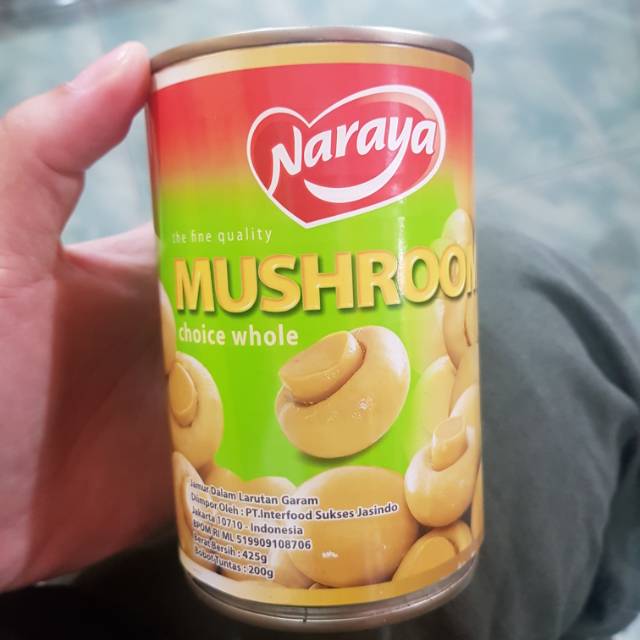 Naraya
the fine quality
MUSHROOM
choice whole
Jamur Dalam Larutan Garam
Diimpor Oleh : PT.Interfood Sukses Jasindo
Jakarta 10710 - Indonesia
BPOM RI ML 519909108706
Berat Bersih : 425g
Bobot Tuntas : 200g